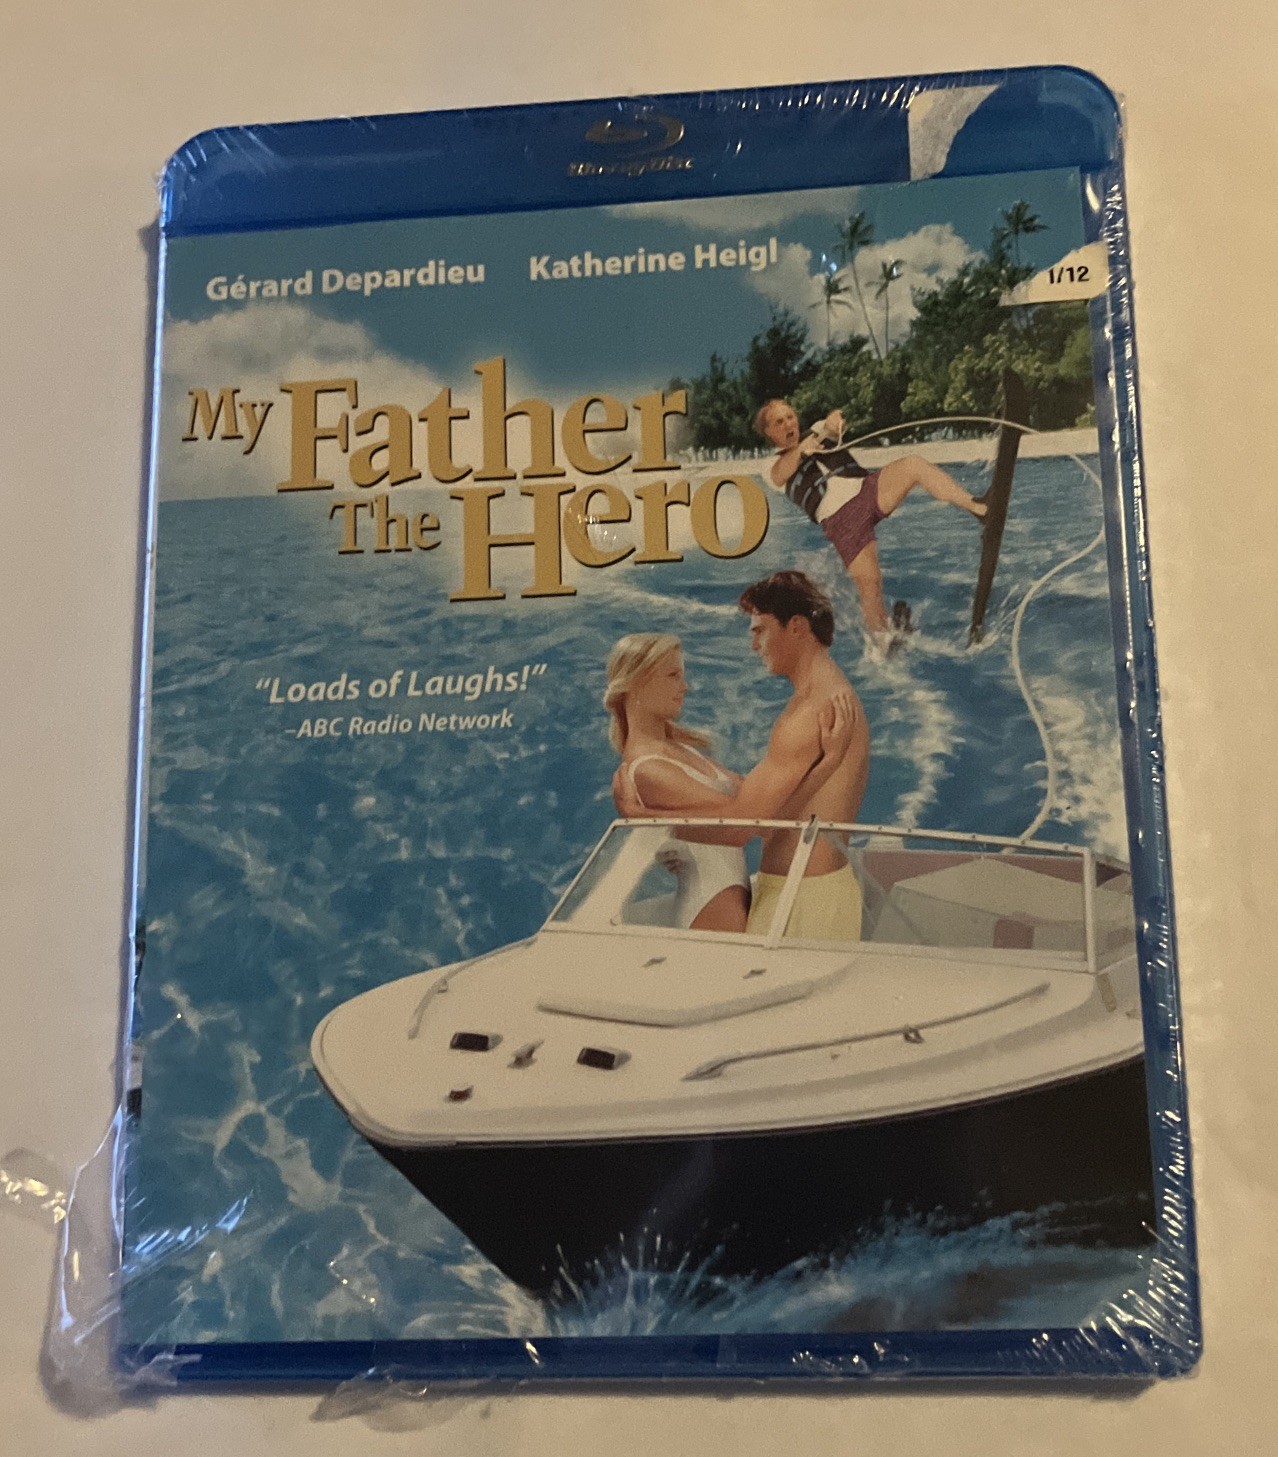 Blu-ray Disc
Gérard Depardieu Katherine Heigl
1/12
My Father
The Hero
“Loads of Laughs!”
–ABC Radio Network